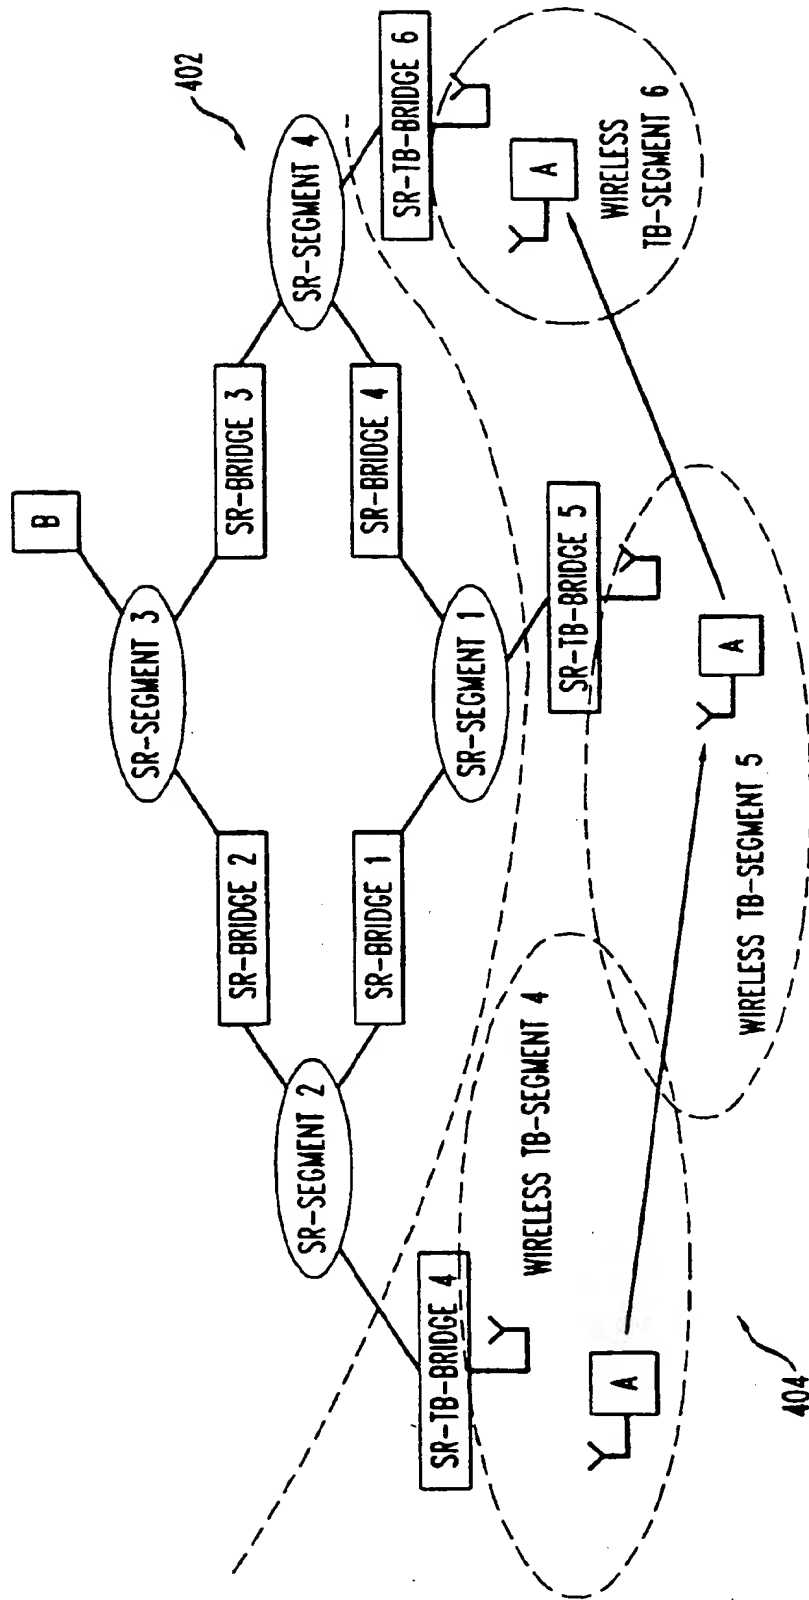 402
B
SR-SEGMENT 3
SR-BRIDGE 2
SR-BRIDGE 3
SR-SEGMENT 2
SR-SEGMENT 4
SR-BRIDGE 1
SR-BRIDGE 4
SR-SEGMENT 1
SR-TB-BRIDGE 4
SR-TB-BRIDGE 5
SR-TB-BRIDGE 6
WIRELESS TB-SEGMENT 4
A
WIRELESS
TB-SEGMENT 6
A
WIRELESS TB-SEGMENT 5
A
404